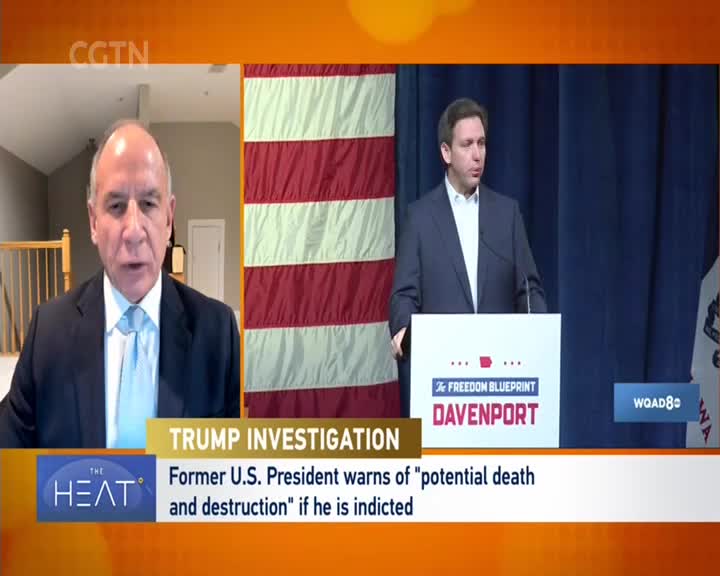 CGTN
The FREEDOM BLUEPRINT
DAVENPORT
WQAD8
WA
TRUMP INVESTIGATION
THE
HEAT
Former U.S. President warns of "potential death
and destruction" if he is indicted